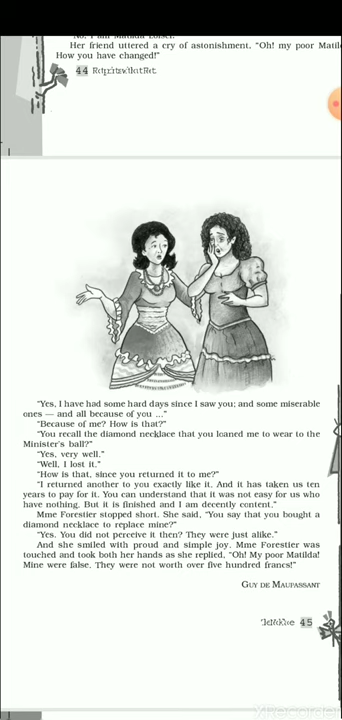 No, I am Matilda Loisel."
Her friend uttered a cry of astonishment, "Oh! my poor Matil
How you have changed!"
44
"Yes, I have had some hard days since I saw you; and some miserable
ones — and all because of you ..."
"Because of me? How is that?"
"You recall the diamond necklace that you loaned me to wear to the
Minister's ball?"
"Yes, very well."
"Well, I lost it."
"How is that, since you returned it to me?"
"I returned another to you exactly like it. And it has taken us ten
years to pay for it. You can understand that it was not easy for us who
have nothing. But it is finished and I am decently content."
Mme Forestier stopped short. She said, "You say that you bought a
diamond necklace to replace mine?"
"Yes. You did not perceive it then? They were just alike."
And she smiled with proud and simple joy. Mme Forestier was
touched and took both her hands as she replied, "Oh! My poor Matilda!
Mine were false. They were not worth over five hundred francs!"
GUY DE MAUPASSANT
45
XRecorder